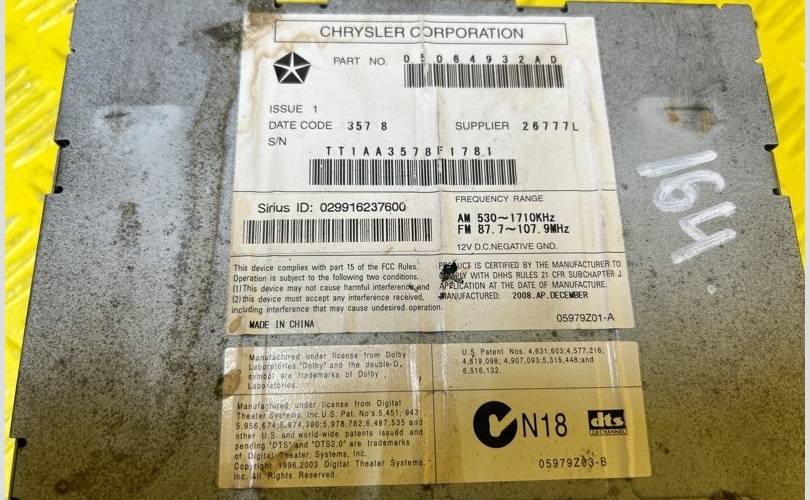 CHRYSLER CORPORATION
PART NO. 05064932AD
ISSUE 1
DATE CODE 357 8 SUPPLIER 26777L
S/N
TT1AA3578F1781
Sirius ID: 029916237600
FREQUENCY RANGE
AM 530~1710KHz
FM 87.7~107.9MHz
12V D.C.NEGATIVE GND.
This device complies with part 15 of the FCC Rules.
Operation is subject to the following two conditions.
(1)This device may not cause harmful interference, and
(2)this device must accept any interference received,
including interference that may cause undesired operation.
MADE IN CHINA
IS CERTIFIED BY THE MANUFACTURER TO
WITH DHHS RULES 21 CFR SUBCHAPTER J
APPLICATION AT THE DATE OF MANUFACTURE.
MANUFACTURED: 2008.AP.DECEMBER
05979Z01-A
164
Manufactured under license from Dolby
Laboratories."Dolby" and the double-D.
symbol are trademarks of Dolby
Laboratories.
U.S. Patent Nos. 4,631,603;4,577,216;
4,819,098; 4,907,093;5,315,448;and
6,516,132.
Manufactured under license from Digital
Theater Systems, Inc.U.S. Pat. No's.5,451, 942
5,956,674;5,974,380;5,978,762;6,487,535 and
other U.S. and world-wide patents issued and
pending."DTS" and "DTS2.0" are trademarks
of Digital Theater Systems, Inc.
Copyright 1996,2003 Digital Theater Systems,
Inc. All Rights Reserved.
N18
dts
2.0 CHANNEL
05979Z03-B